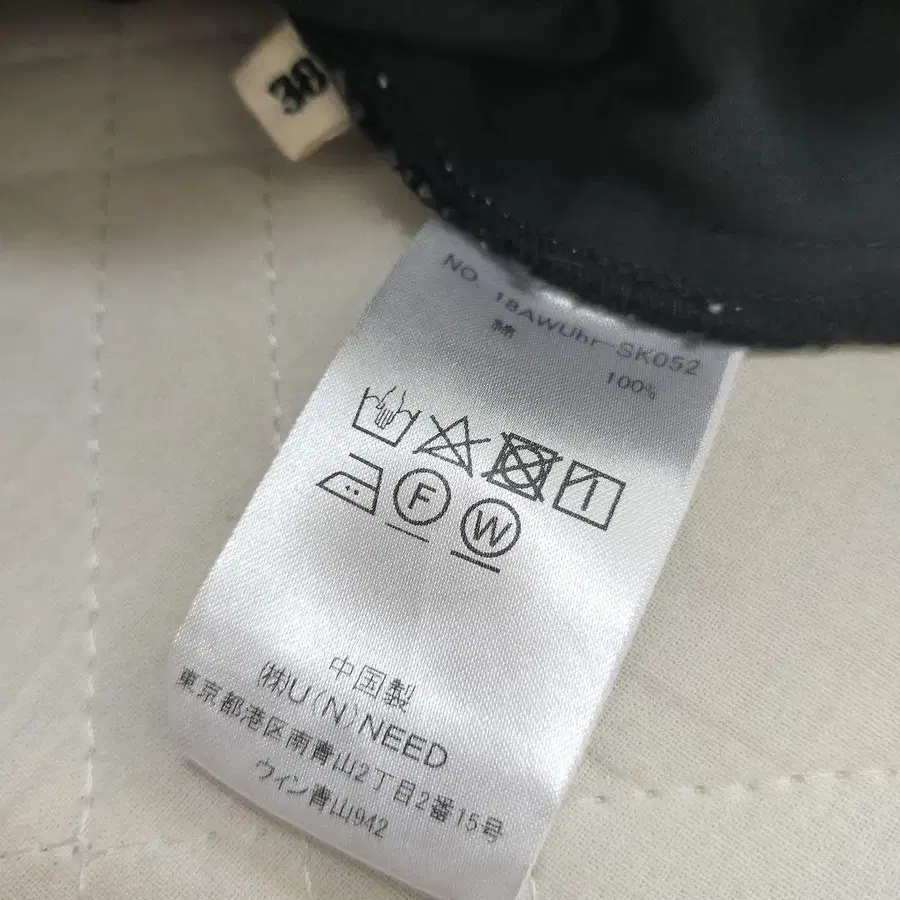 38
NO 18AWUhr-SK052
綿 100%
F W
中国製
㈱U(N)NEED
東京都港区南青山2丁目2番15号
ウイン青山942